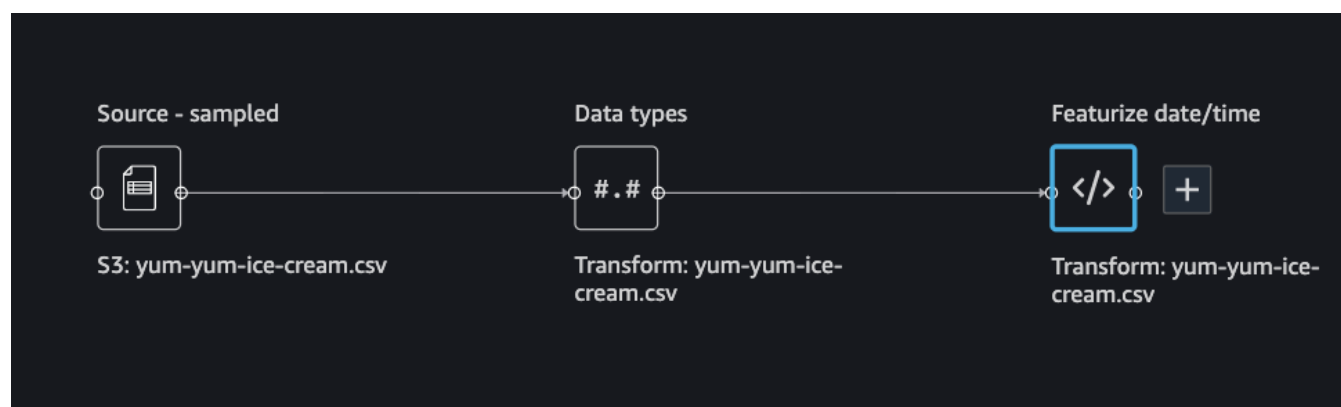 Source - sampled
Data types
Featurize date/time
#.#
</>
+
S3: yum-yum-ice-cream.csv
Transform: yum-yum-ice-
cream.csv
Transform: yum-yum-ice-
cream.csv